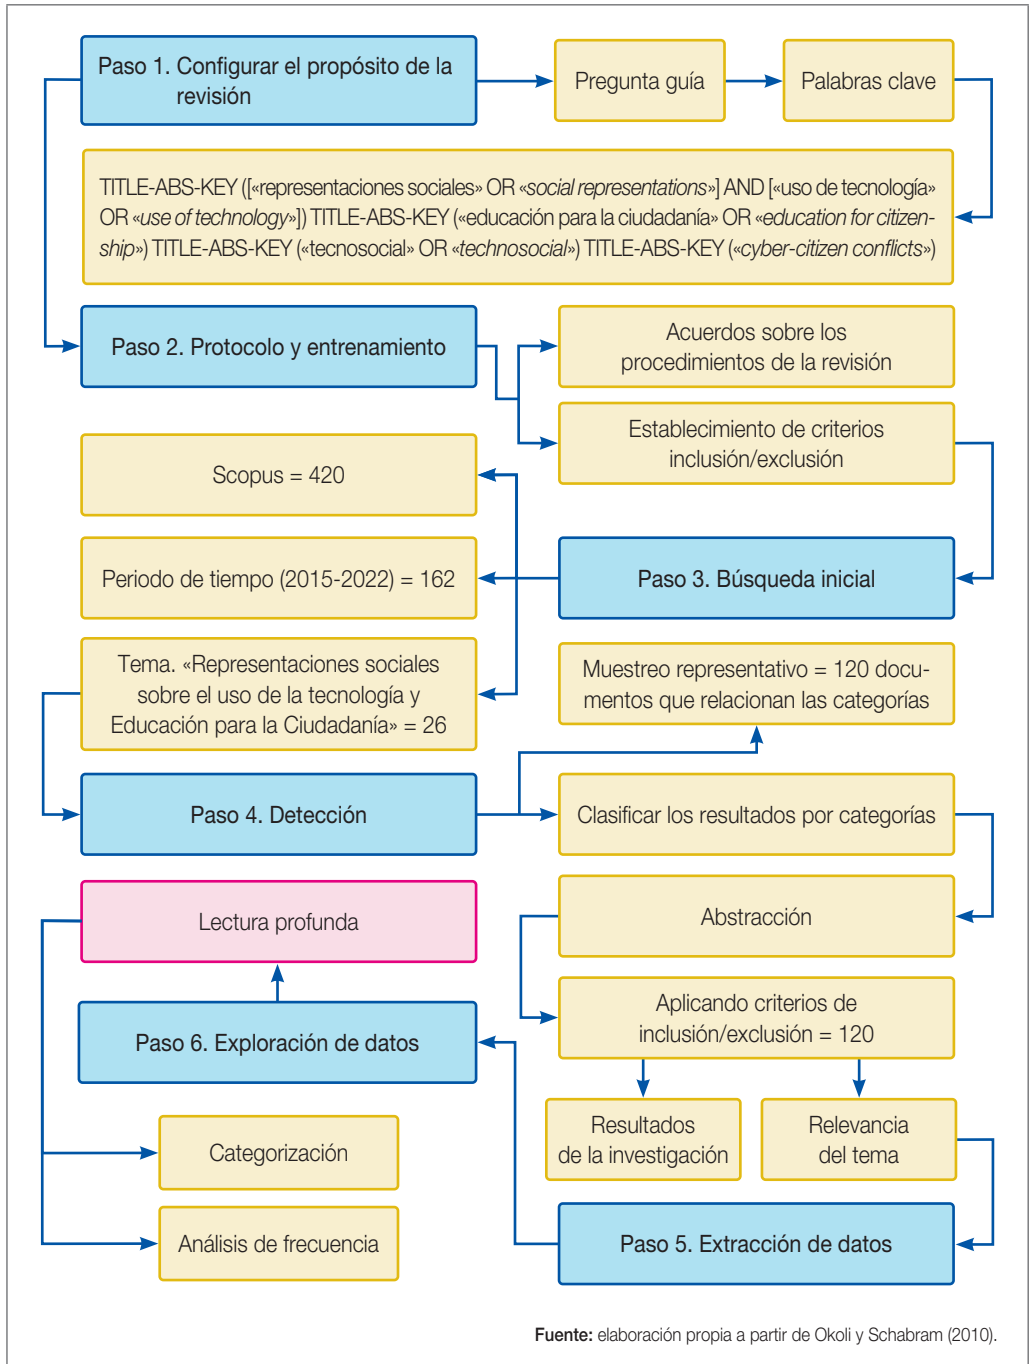 Paso 1. Configurar el propósito de la
revisión
Pregunta guía
Palabras clave
TITLE-ABS-KEY ([«representaciones sociales» OR «social representations»] AND [«uso de tecnología»
OR «use of technology»]) TITLE-ABS-KEY («educación para la ciudadanía» OR «education for citizen-
ship») TITLE-ABS-KEY («tecnosocial» OR «technosocial») TITLE-ABS-KEY («cyber-citizen conflicts»)
Paso 2. Protocolo y entrenamiento
Acuerdos sobre los
procedimientos de la revisión
Establecimiento de criterios
inclusión/exclusión
Paso 3. Búsqueda inicial
Scopus = 420
Periodo de tiempo (2015-2022) = 162
Tema. «Representaciones sociales
sobre el uso de la tecnología y
Educación para la Ciudadanía» = 26
Paso 4. Detección
Muestreo representativo = 120 docu-
mentos que relacionan las categorías
Clasificar los resultados por categorías
Abstracción
Aplicando criterios de
inclusión/exclusión = 120
Resultados
de la investigación
Relevancia
del tema
Paso 5. Extracción de datos
Paso 6. Exploración de datos
Lectura profunda
Categorización
Análisis de frecuencia
Fuente: elaboración propia a partir de Okoli y Schabram (2010).